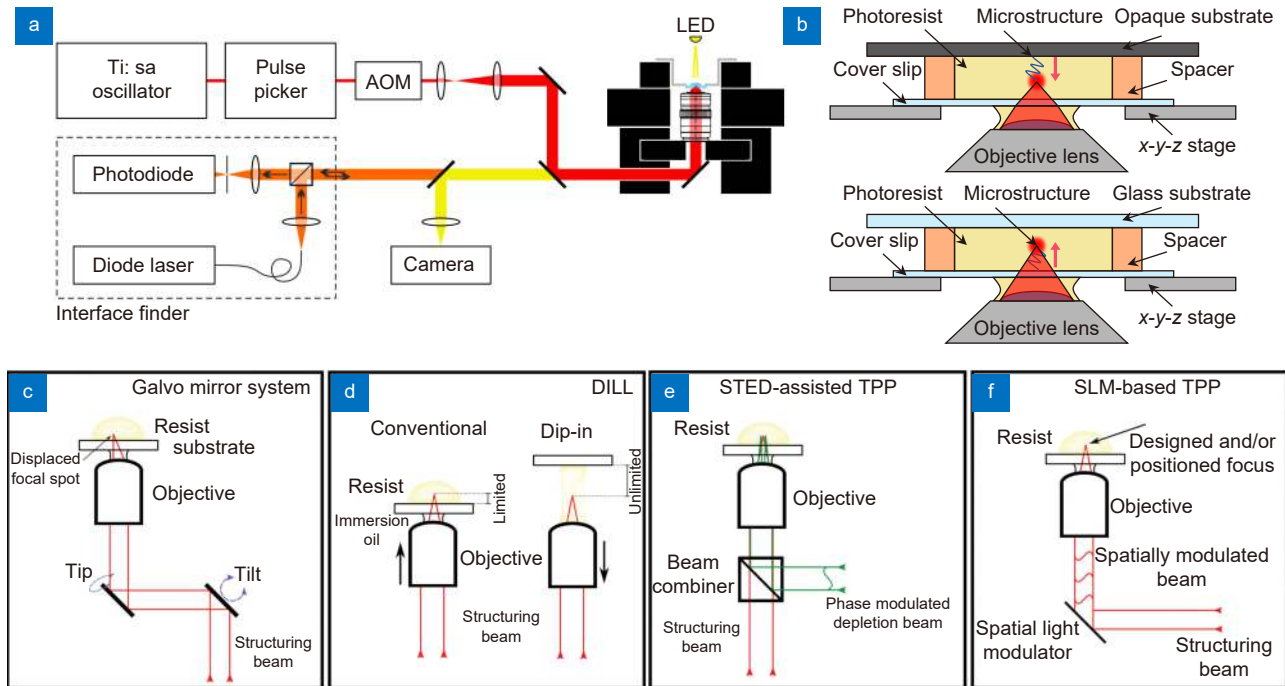 a
LED
Ti: sa
oscillator
Pulse
picker
AOM
Photodiode
Diode laser
Camera
Interface finder
b
Photoresist
Microstructure
Opaque substrate
Cover slip
Spacer
Objective lens
x-y-z stage
Photoresist
Microstructure
Glass substrate
Cover slip
Spacer
Objective lens
x-y-z stage
c
Galvo mirror system
Resist
substrate
Displaced
focal spot
Objective
Tip
Tilt
Structuring
beam
d
DILL
Conventional
Dip-in
Resist
Limited
Unlimited
Immersion
oil
Objective
Structuring
beam
e
STED-assisted TPP
Resist
Objective
Beam
combiner
Phase modulated
depletion beam
Structuring
beam
f
SLM-based TPP
Resist
Designed and/or
positioned focus
Objective
Spatially modulated
beam
Spatial light
modulator
Structuring
beam